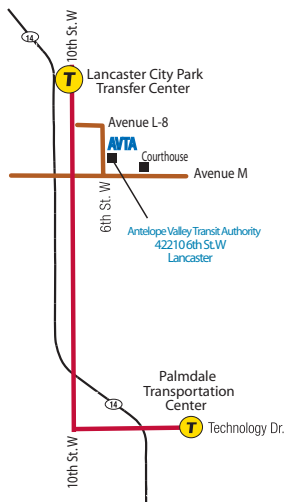 10th St. W
14
T
Lancaster City Park
Transfer Center
Avenue L-8
AVTA
Courthouse
Avenue M
6th St. W
Antelope Valley Transit Authority
42210 6th St. W
Lancaster
Palmdale
Transportation
Center
14
T
Technology Dr.
10th St. W